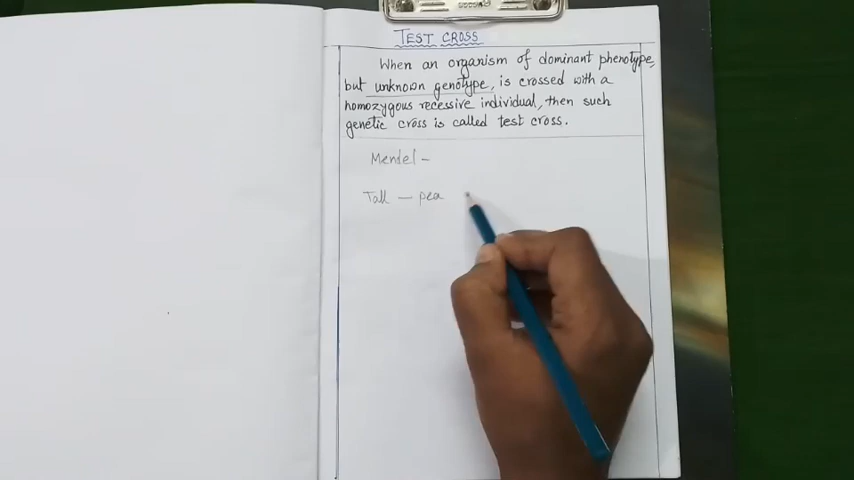 TEST CROSS
When an organism of dominant phenotype,
but unknown genotype, is crossed with a
homozygous recessive individual, then such
genetic cross is called test cross.
Mendel -
Tall - pea